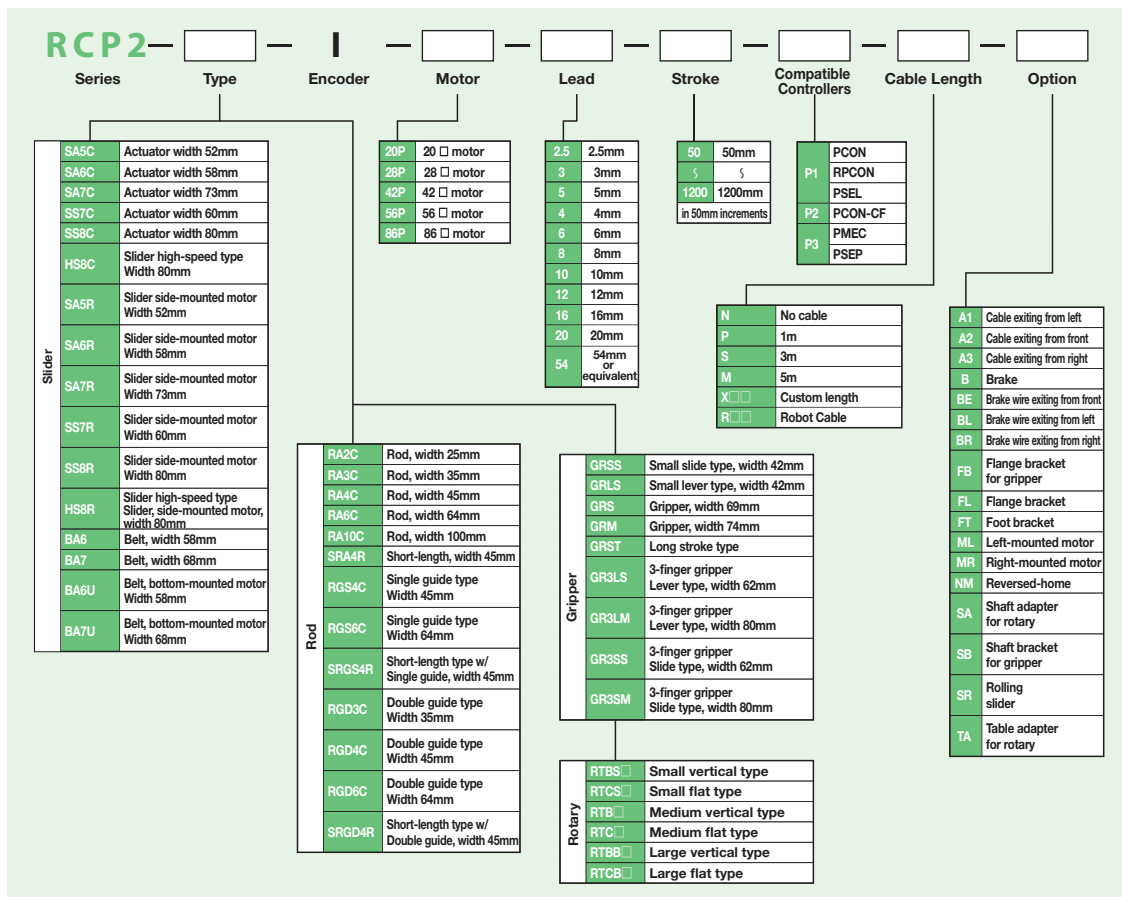 RCP2 — □ — I — □ — □ — □ — □ — □ — □
Series Type Encoder Motor Lead Stroke Compatible Controllers Cable Length Option
Slider
SA5C Actuator width 52mm
SA6C Actuator width 58mm
SA7C Actuator width 73mm
SS7C Actuator width 60mm
SS8C Actuator width 80mm
HS8C Slider high-speed type
Width 80mm
SA5R Slider side-mounted motor
Width 52mm
SA6R Slider side-mounted motor
Width 58mm
SA7R Slider side-mounted motor
Width 73mm
SS7R Slider side-mounted motor
Width 60mm
SS8R Slider side-mounted motor
Width 80mm
HS8R Slider high-speed type
Slider, side-mounted motor,
width 80mm
BA6 Belt, width 58mm
BA7 Belt, width 68mm
BA6U Belt, bottom-mounted motor
Width 58mm
BA7U Belt, bottom-mounted motor
Width 68mm
Rod
RA2C Rod, width 25mm
RA3C Rod, width 35mm
RA4C Rod, width 45mm
RA6C Rod, width 64mm
RA10C Rod, width 100mm
SRA4R Short-length, width 45mm
RGS4C Single guide type
Width 45mm
RGS6C Single guide type
Width 64mm
SRGS4R Short-length type w/
Single guide, width 45mm
RGD3C Double guide type
Width 35mm
RGD4C Double guide type
Width 45mm
RGD6C Double guide type
Width 64mm
SRGD4R Short-length type w/
Double guide, width 45mm
Gripper
GRSS Small slide type, width 42mm
GRLS Small lever type, width 42mm
GRS Gripper, width 69mm
GRM Gripper, width 74mm
GRST Long stroke type
GR3LS 3-finger gripper
Lever type, width 62mm
GR3LM 3-finger gripper
Lever type, width 80mm
GR3SS 3-finger gripper
Slide type, width 62mm
GR3SM 3-finger gripper
Slide type, width 80mm
Rotary
RTBS□ Small vertical type
RTCS□ Small flat type
RTB□ Medium vertical type
RTC□ Medium flat type
RTBB□ Large vertical type
RTCB□ Large flat type
20P 20 □ motor
28P 28 □ motor
42P 42 □ motor
56P 56 □ motor
86P 86 □ motor
2.5 2.5mm
3 3mm
5 5mm
4 4mm
6 6mm
8 8mm
10 10mm
12 12mm
16 16mm
20 20mm
54 54mm
or
equivalent
50 50mm
∫ ∫
1200 1200mm
in 50mm increments
P1 PCON
RPCON
PSEL
P2 PCON-CF
P3 PMEC
PSEP
N No cable
P 1m
S 3m
M 5m
X□□ Custom length
R□□ Robot Cable
A1 Cable exiting from left
A2 Cable exiting from front
A3 Cable exiting from right
B Brake
BE Brake wire exiting from front
BL Brake wire exiting from left
BR Brake wire exiting from right
FB Flange bracket
for gripper
FL Flange bracket
FT Foot bracket
ML Left-mounted motor
MR Right-mounted motor
NM Reversed-home
SA Shaft adapter
for rotary
SB Shaft bracket
for gripper
SR Rolling
slider
TA Table adapter
for rotary